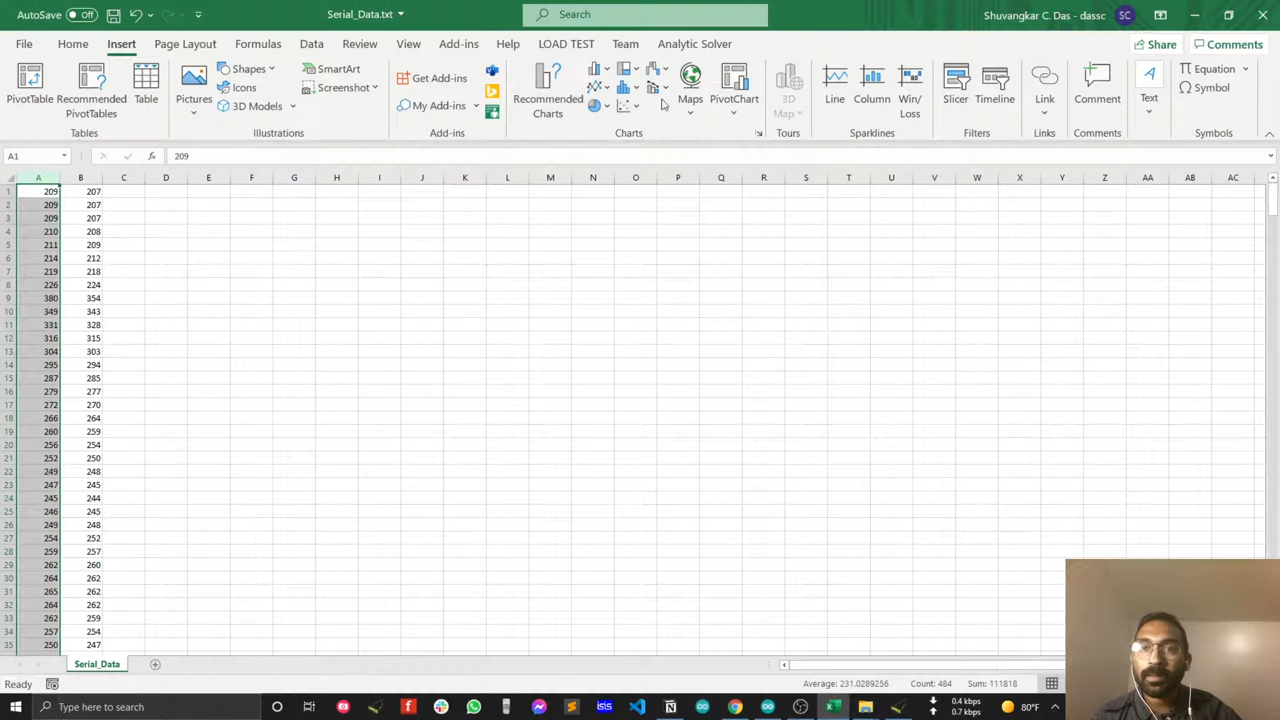 AutoSave Off Serial_Data.txt Search Shuvangkar C. Das - dassc SC
File Home Insert Page Layout Formulas Data Review View Add-ins Help LOAD TEST Team Analytic Solver Share Comments
PivotTable Recommended PivotTables Table Pictures Shapes Icons 3D Models SmartArt Screenshot Get Add-ins My Add-ins Recommended Charts Maps PivotChart 3D Map Line Column Win/Loss Slicer Timeline Link Comment Text Equation Symbol
Tables Illustrations Add-ins Charts Tours Sparklines Filters Links Comments Symbols
A1 fx 209
A B C D E F G H I J K L M N O P Q R S T U V W X Y Z AA AB AC
1 209 207
2 209 207
3 209 207
4 210 208
5 211 209
6 214 212
7 219 218
8 226 224
9 380 354
10 349 343
11 331 328
12 316 315
13 304 303
14 295 294
15 287 285
16 279 277
17 272 270
18 266 264
19 260 259
20 256 254
21 252 250
22 249 248
23 247 245
24 245 244
25 246 245
26 249 248
27 254 252
28 259 257
29 262 260
30 264 262
31 265 262
32 264 262
33 262 259
34 257 254
35 250 247
Serial_Data
Ready Average: 231.0289256 Count: 484 Sum: 111818
Type here to search 0.4 kbps 80°F
0.7 kbps